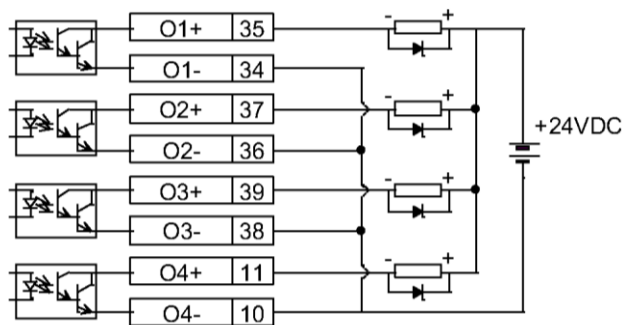 O1+ 35 - +
O1- 34
O2+ 37 - +
+24VDC
O2- 36
O3+ 39 - +
O3- 38
O4+ 11 - +
O4- 10